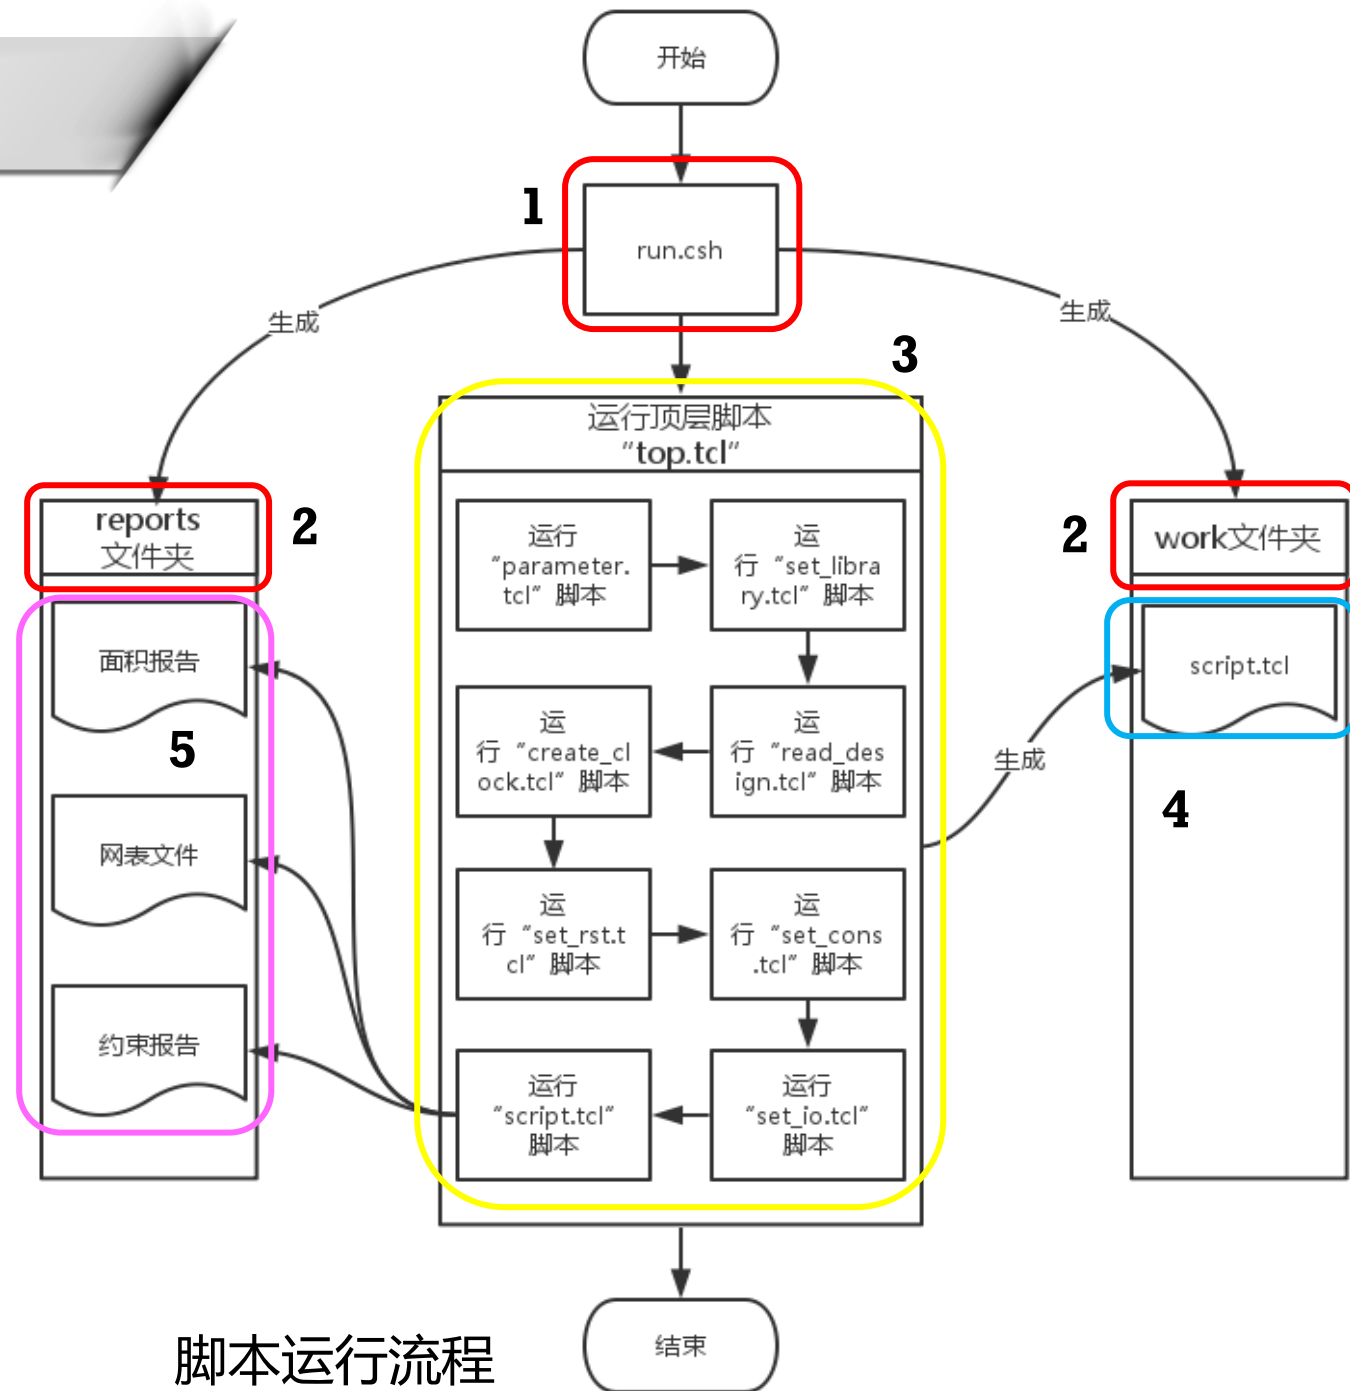 开始
1
run.csh
生成
生成
3
运行顶层脚本
“top.tcl”
reports
文件夹
2
2
work文件夹
运行
“parameter.
tcl”脚本
运
行“set_libra
ry.tcl”脚本
面积报告
script.tcl
5
运
行“create_cl
ock.tcl”脚本
运
行“read_des
ign.tcl”脚本
生成
4
网表文件
运
行“set_rst.t
cl”脚本
运
行“set_cons
.tcl”脚本
约束报告
运行
“script.tcl”
脚本
运行
“set_io.tcl”
脚本
结束
脚本运行流程